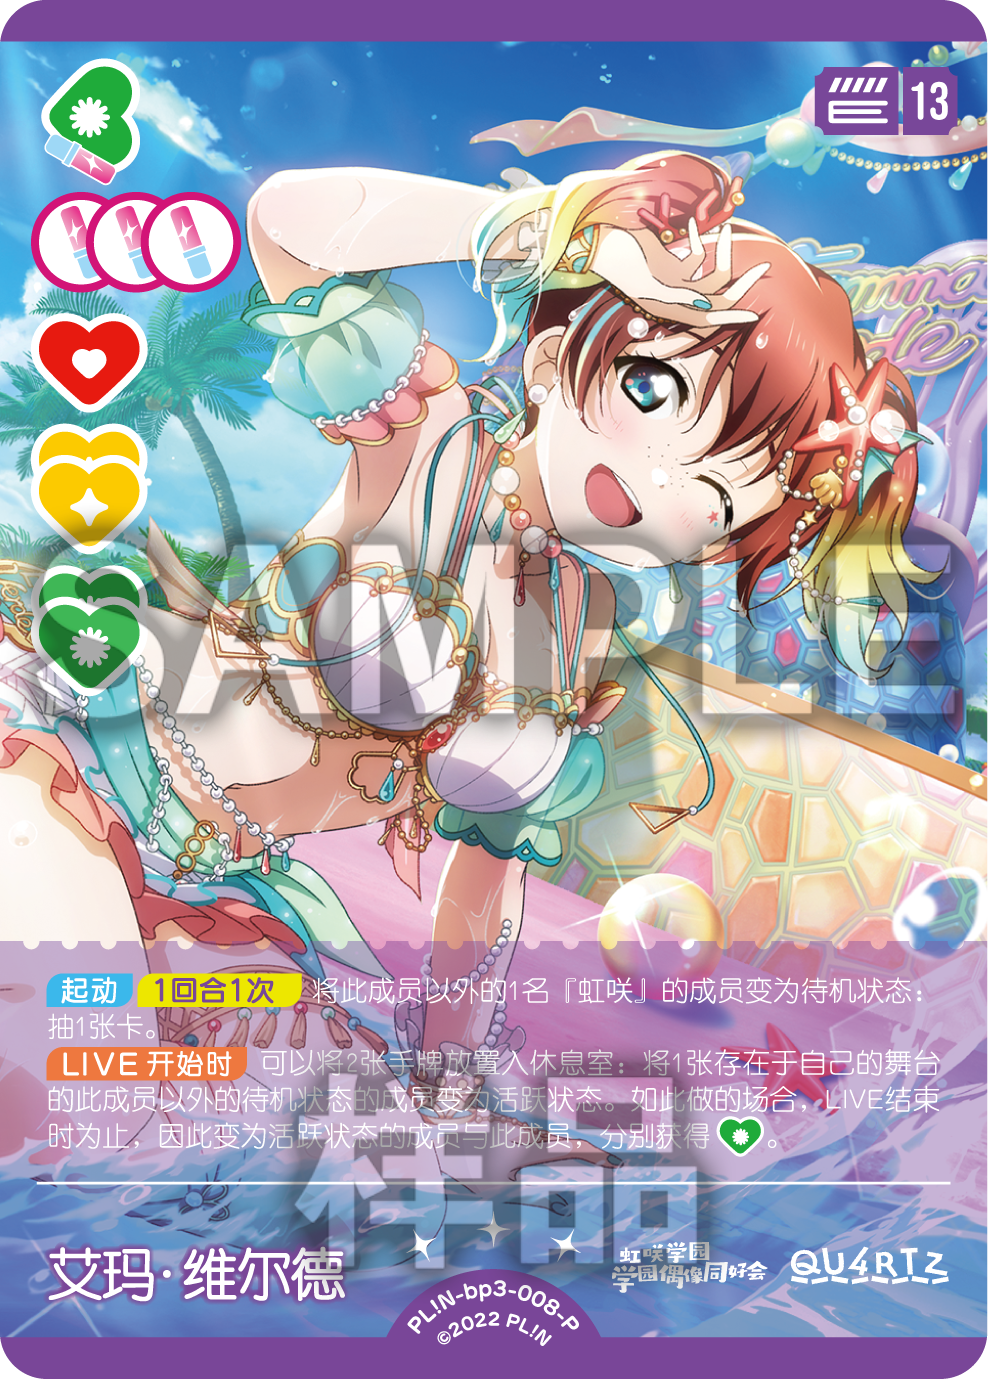 13
起动 1回合1次 将此成员以外的1名『虹咲』的成员变为待机状态：
抽1张卡。
LIVE 开始时 可以将2张手牌放置入休息室：将1张存在于自己的舞台
的此成员以外的待机状态的成员变为活跃状态。如此做的场合，LIVE结束
时为止，因此变为活跃状态的成员与此成员，分别获得 。
SAMPLE
样品
艾玛·维尔德
虹咲学园
学园偶像同好会
QU4RTZ
PL!N-bp3-008-P
©2022 PL!N